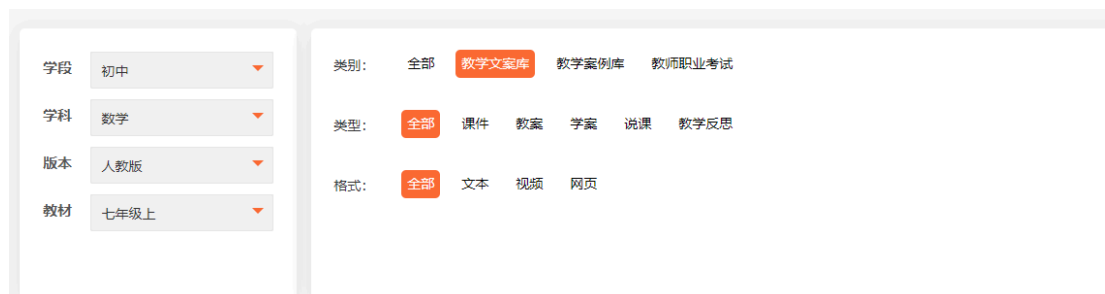 学段 初中
学科 数学
版本 人教版
教材 七年级上
类别： 全部 教学文案库 教学案例库 教师职业考试
类型： 全部 课件 教案 学案 说课 教学反思
格式： 全部 文本 视频 网页